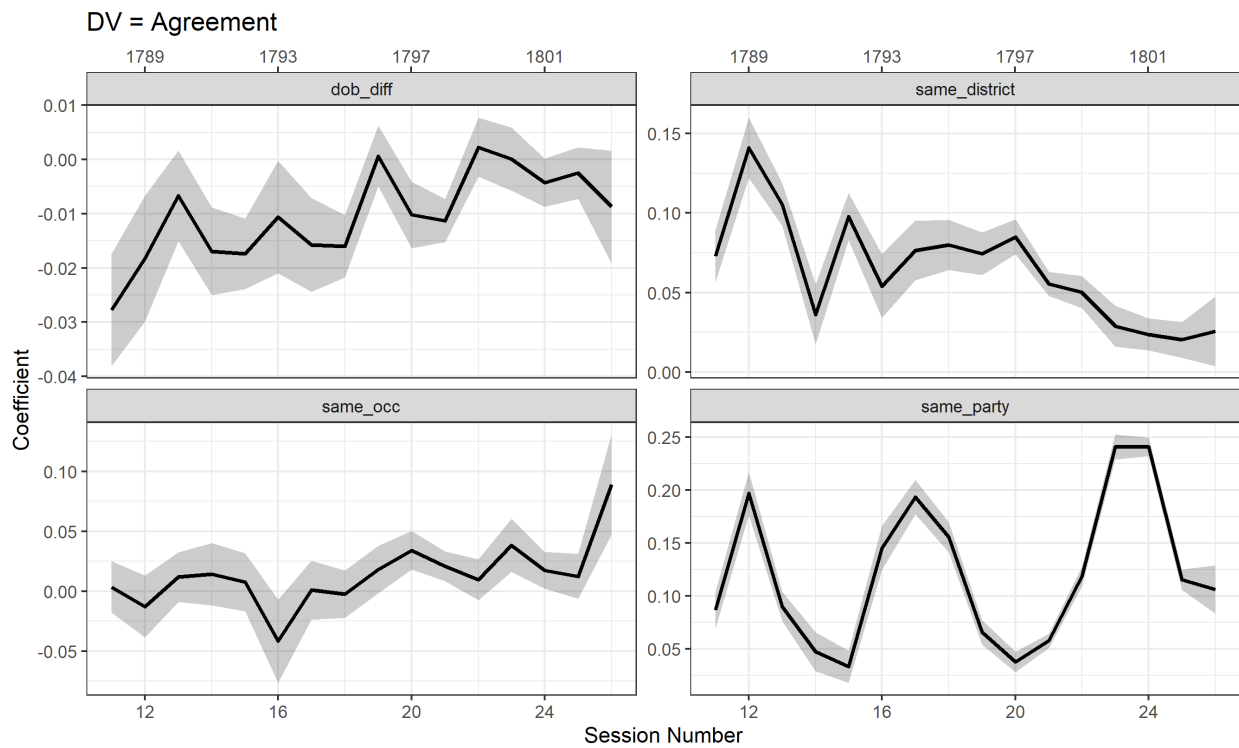 DV = Agreement
1789 1793 1797 1801 1789 1793 1797 1801
dob_diff same_district
0.01
0.00
-0.01
-0.02
-0.03
-0.04
0.15
0.10
0.05
0.00
Coefficient
same_occ same_party
0.10
0.05
0.00
-0.05
0.25
0.20
0.15
0.10
0.05
12 16 20 24 12 16 20 24
Session Number